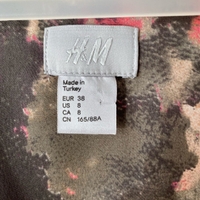 H&M
Made in
Turkey
EUR 38
US 8
CA 8
CN 165/88A